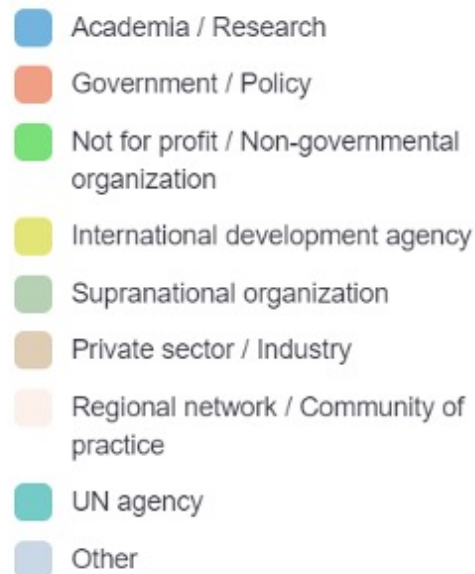 Academia / Research
Government / Policy
Not for profit / Non-governmental
organization
International development agency
Supranational organization
Private sector / Industry
Regional network / Community of
practice
UN agency
Other